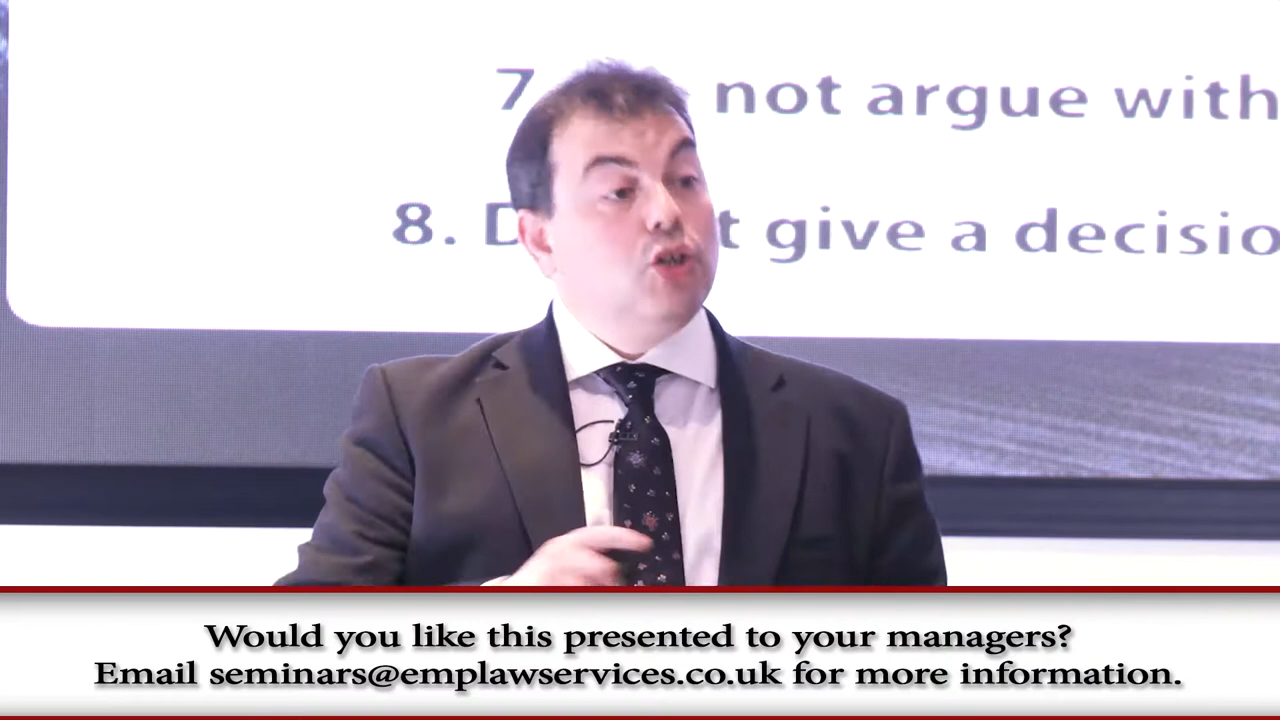 7. not argue with
8. D t give a decisio
Would you like this presented to your managers?
Email seminars@emplawservices.co.uk for more information.